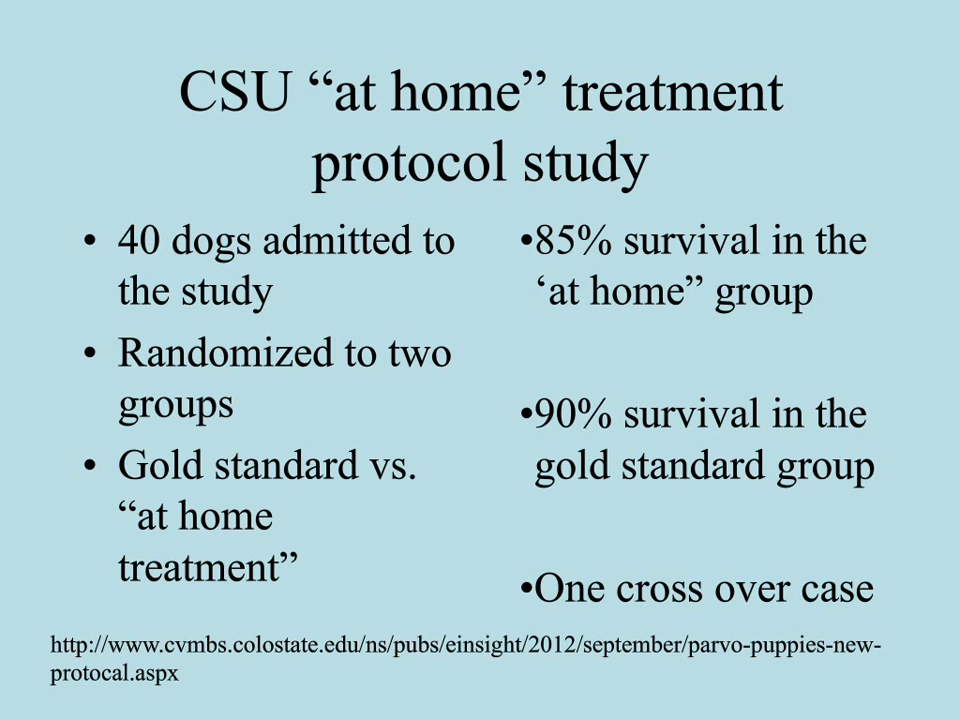 CSU “at home” treatment
protocol study
• 40 dogs admitted to
the study
• Randomized to two
groups
• Gold standard vs.
“at home
treatment”
•85% survival in the
‘at home” group
•90% survival in the
gold standard group
•One cross over case
http://www.cvmbs.colostate.edu/ns/pubs/einsight/2012/september/parvo-puppies-new-
protocal.aspx